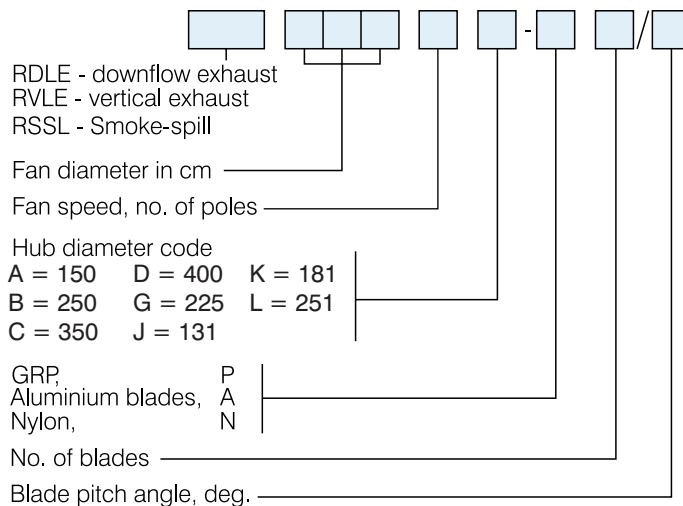 - /
RDLE - downflow exhaust
RVLE - vertical exhaust
RSSL - Smoke-spill
Fan diameter in cm
Fan speed, no. of poles
Hub diameter code
A = 150 D = 400 K = 181
B = 250 G = 225 L = 251
C = 350 J = 131
GRP, P
Aluminium blades, A
Nylon, N
No. of blades
Blade pitch angle, deg.